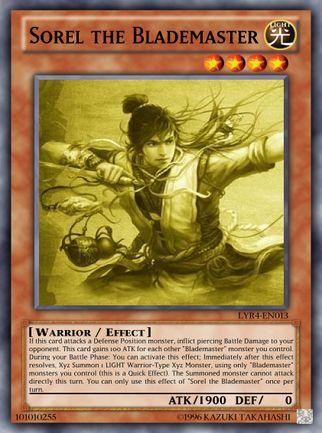 SOREL THE BLADEMASTER
LIGHT
光
LYR4-EN013
[ WARRIOR / EFFECT ]
If this card attacks a Defense Position monster, inflict piercing Battle Damage to your
opponent. This card gains 100 ATK for each other "Blademaster" monster you control.
During your Battle Phase: You can activate this effect; Immediately after this effect
resolves, Xyz Summon 1 LIGHT Warrior-Type Xyz Monster, using only "Blademaster"
monsters you control (this is a Quick Effect). The Summoned monster cannot attack
directly this turn. You can only use this effect of "Sorel the Blademaster" once per
turn.
ATK/1900 DEF/ 0
101010255
©1996 KAZUKI TAKAHASHI